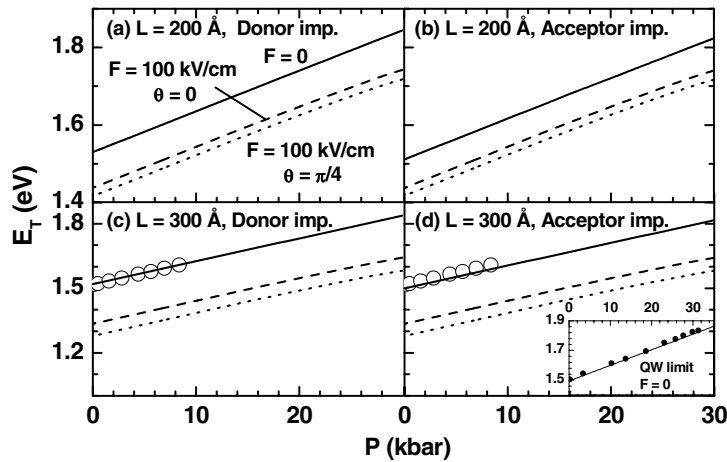 (a) L = 200 Å, Donor imp.
F = 0
F = 100 kV/cm
θ = 0
F = 100 kV/cm
θ = π/4
(b) L = 200 Å, Acceptor imp.
1.8
1.6
1.4
E_T (eV)
(c) L = 300 Å, Donor imp.
(d) L = 300 Å, Acceptor imp.
1.8
1.5
1.2
0 10 20 30
1.9
1.7
1.5
QW limit
F = 0
0 10 20 0 10 20 30
P (kbar)